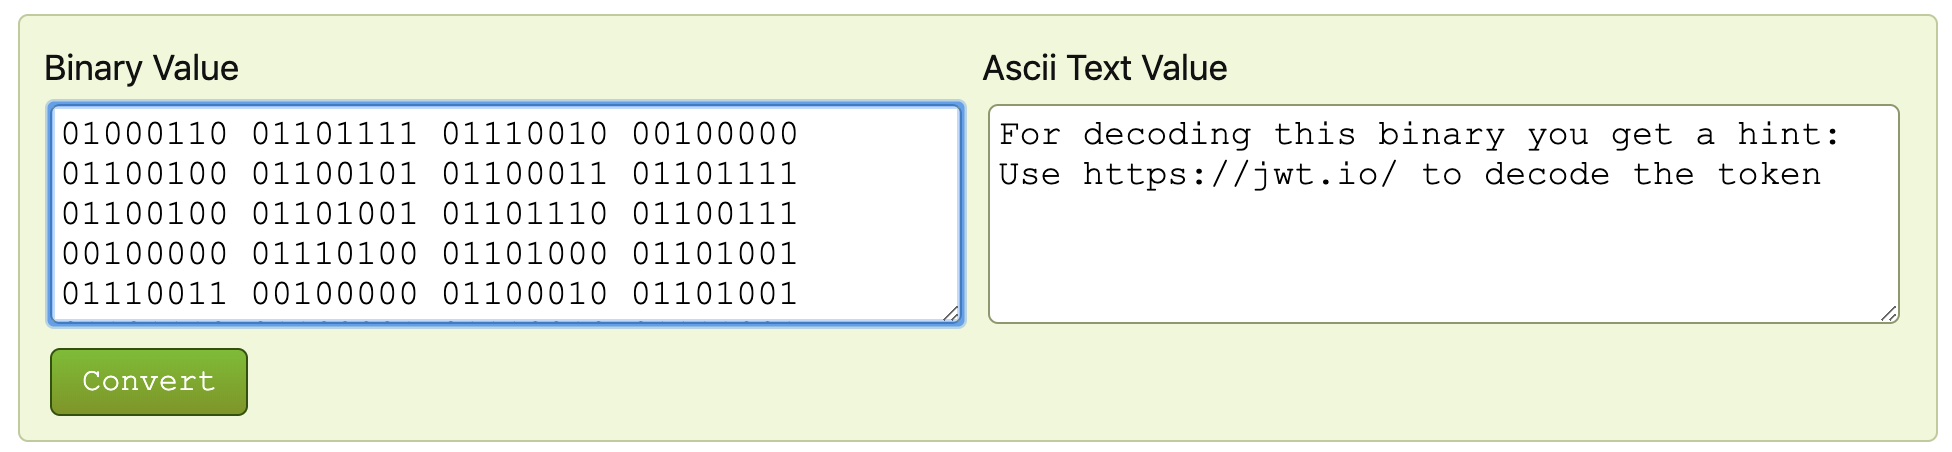 Binary Value
01000110 01101111 01110010 00100000
01100100 01100101 01100011 01101111
01100100 01101001 01101110 01100111
00100000 01110100 01101000 01101001
01110011 00100000 01100010 01101001
Convert
Ascii Text Value
For decoding this binary you get a hint:
Use https://jwt.io/ to decode the token